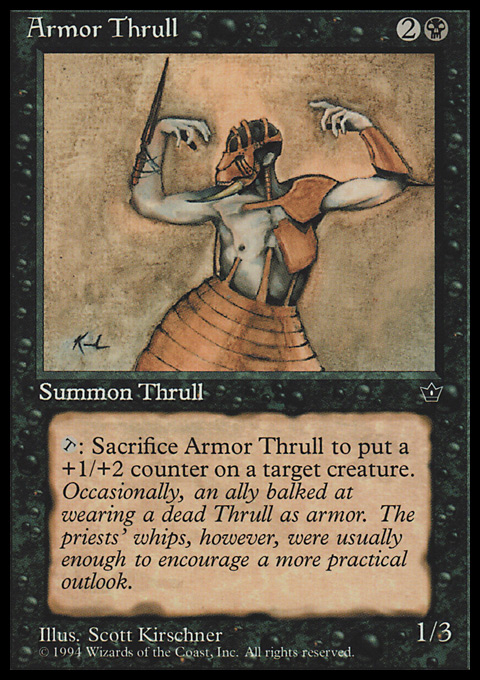 Armor Thrull 2
Summon Thrull
: Sacrifice Armor Thrull to put a
+1/+2 counter on a target creature.
Occasionally, an ally balked at
wearing a dead Thrull as armor. The
priests' whips, however, were usually
enough to encourage a more practical
outlook.
Illus. Scott Kirschner
1/3
© 1994 Wizards of the Coast, Inc. All rights reserved.